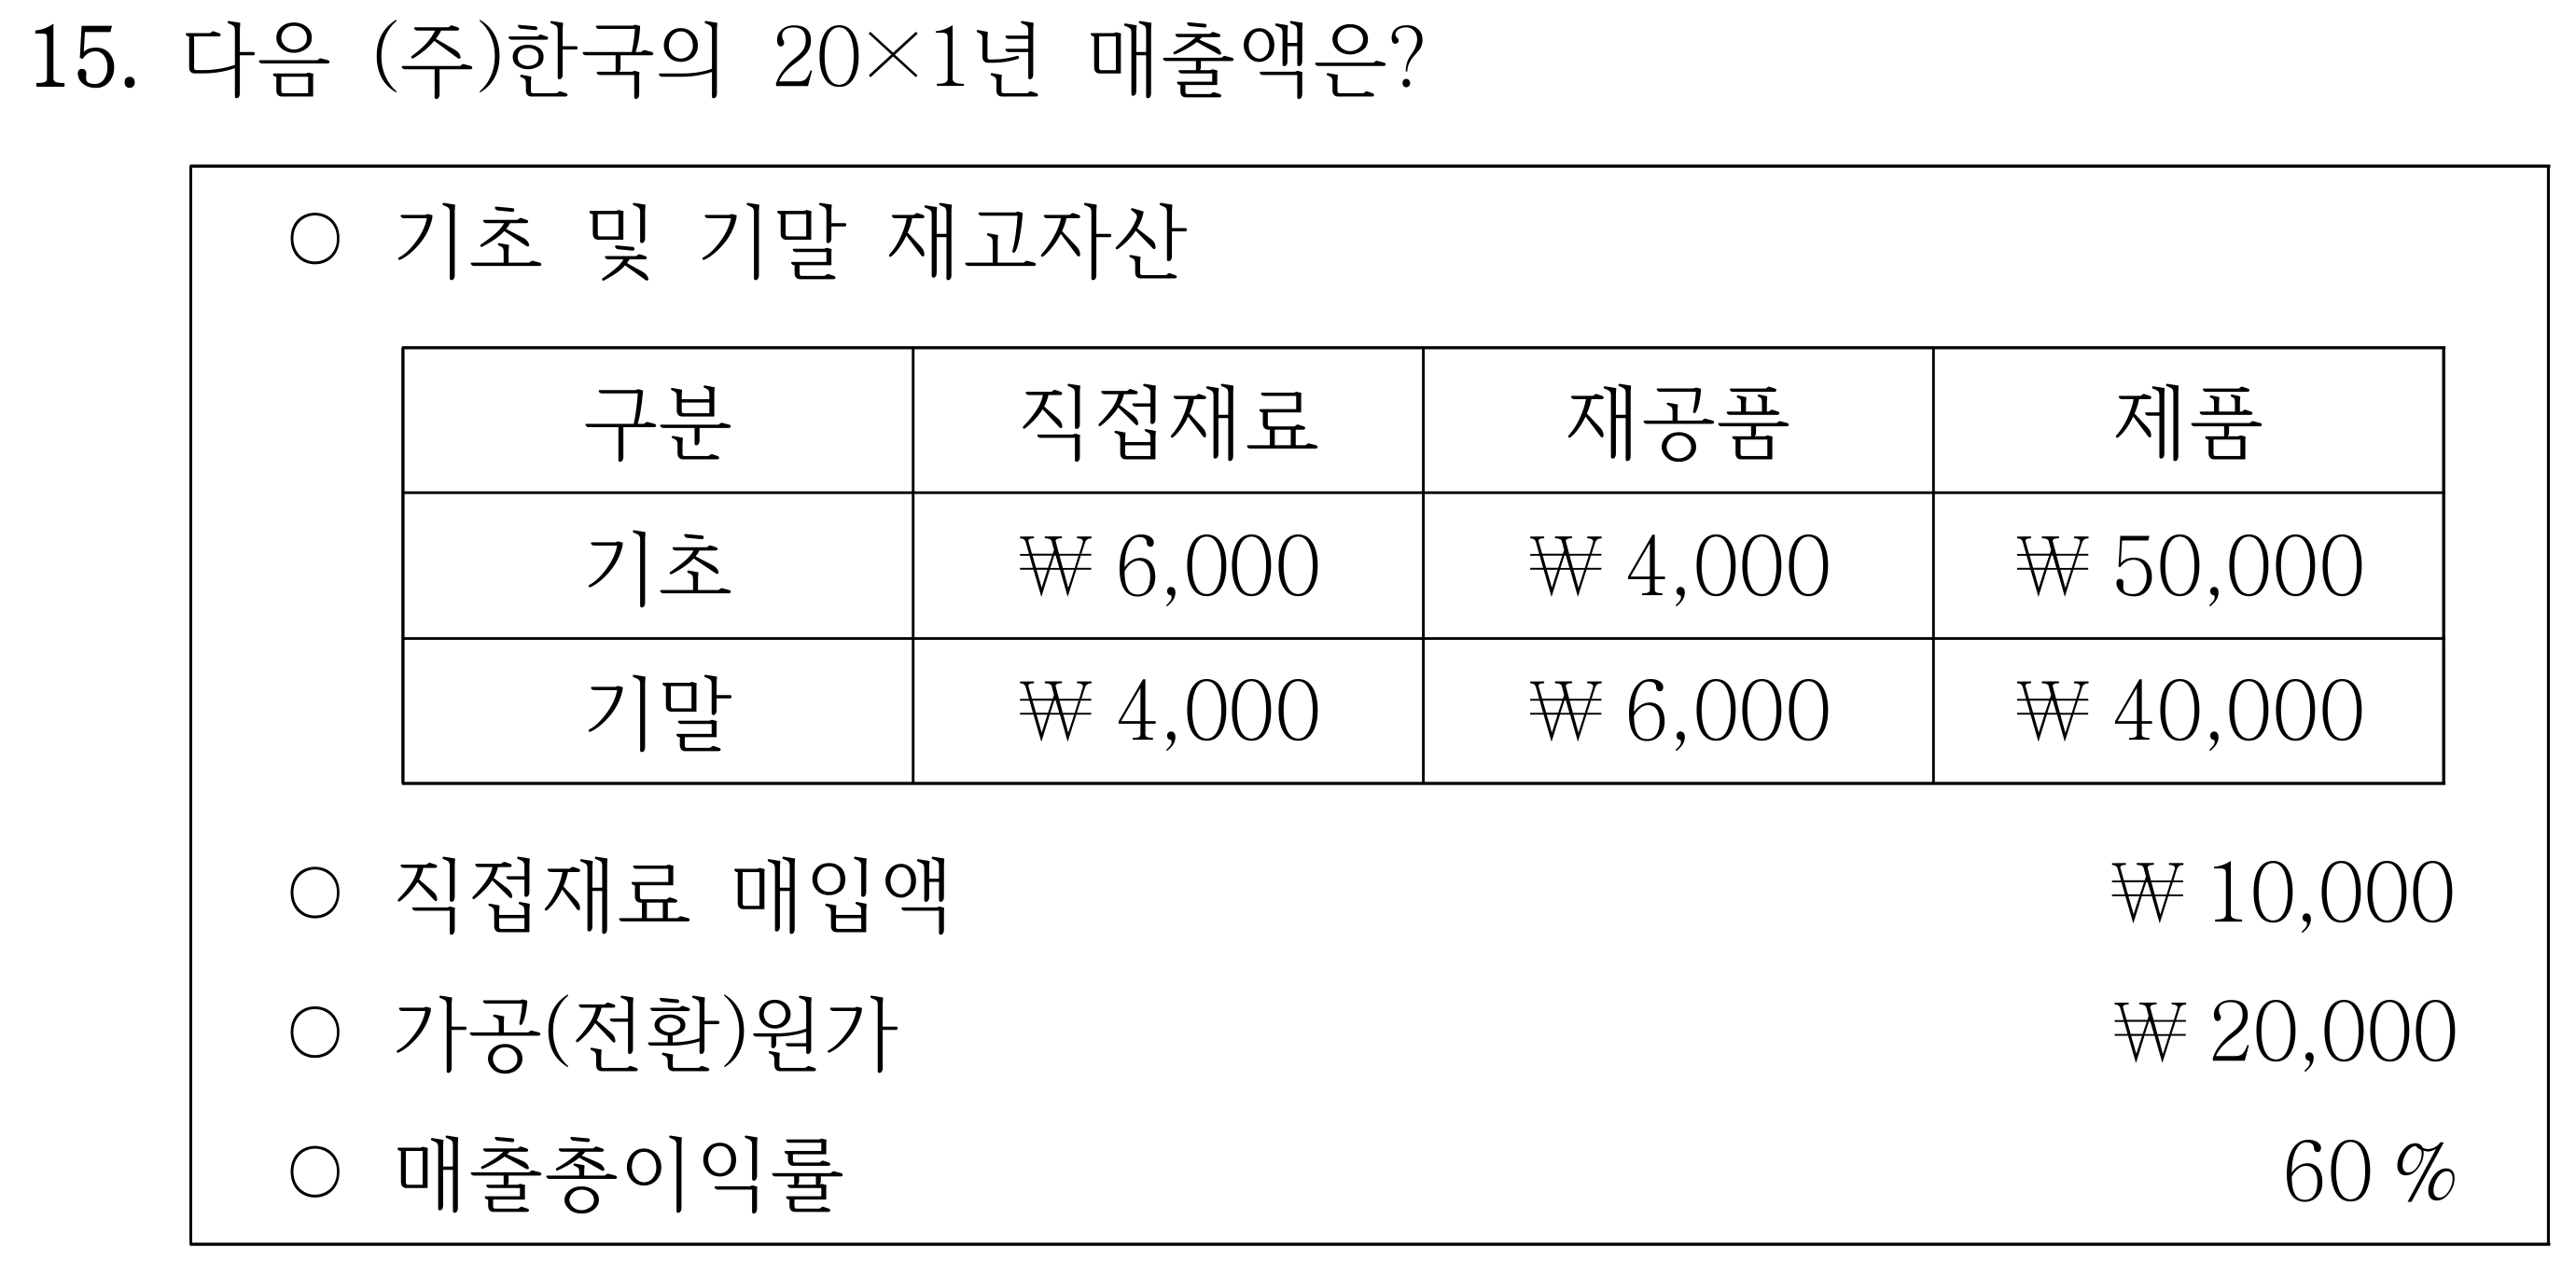 15. 다음 (주)한국의 20×1년 매출액은?
○ 기초 및 기말 재고자산
구분 직접재료 재공품 제품
기초 ₩ 6,000 ₩ 4,000 ₩ 50,000
기말 ₩ 4,000 ₩ 6,000 ₩ 40,000
○ 직접재료 매입액 ₩ 10,000
○ 가공(전환)원가 ₩ 20,000
○ 매출총이익률 60 %